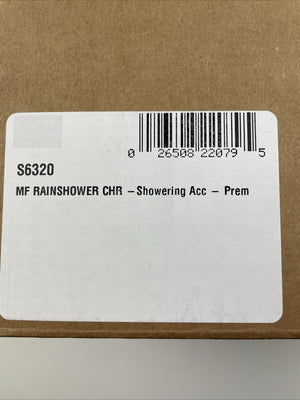 0 26508 22079 5
S6320
MF RAINSHOWER CHR – Showering Acc – Prem